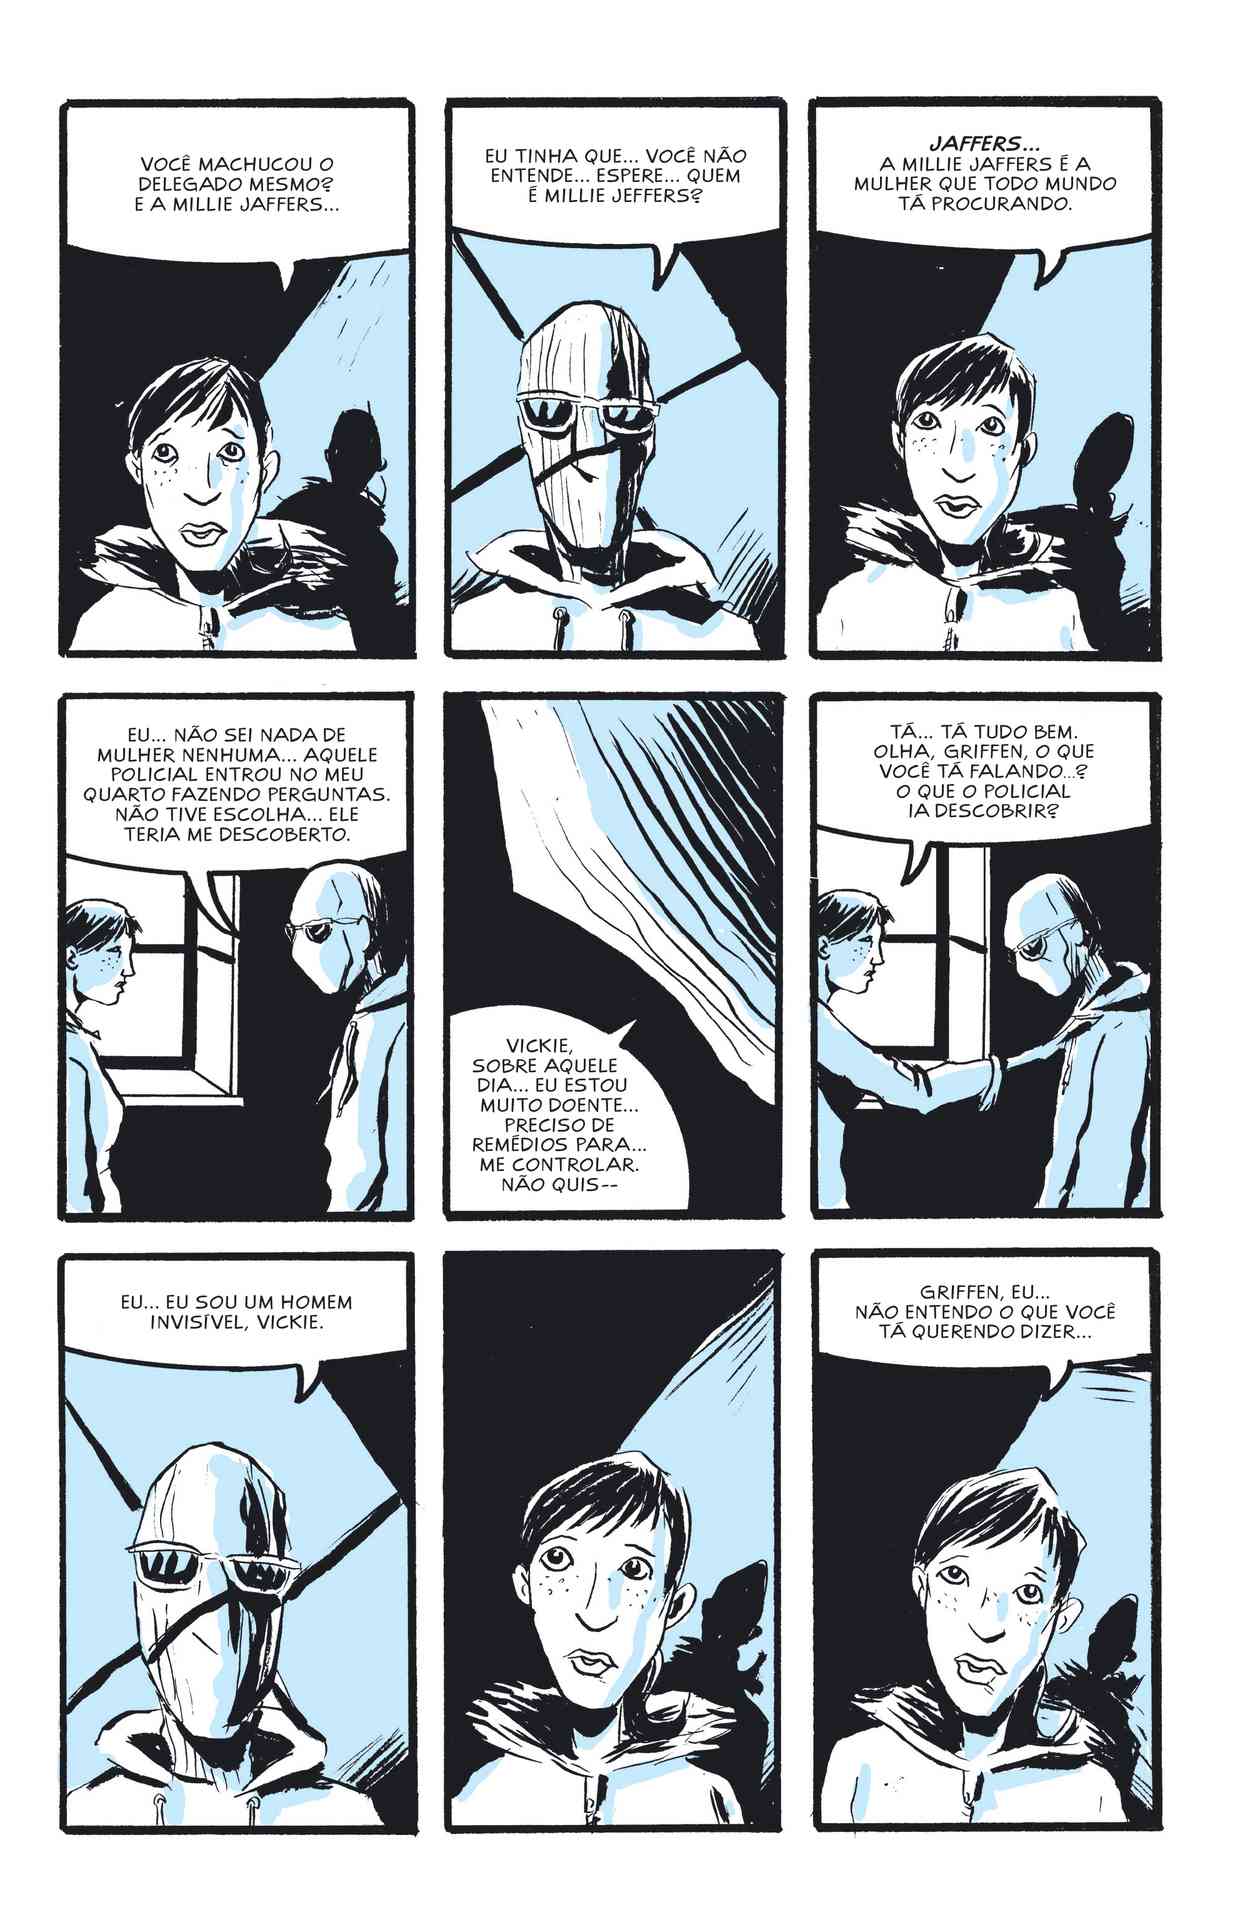 VOCÊ MACHUCOU O
DELEGADO MESMO?
E A MILLIE JAFFERS...
EU TINHA QUE... VOCÊ NÃO
ENTENDE... ESPERE... QUEM
É MILLIE JEFFERS?
JAFFERS...
A MILLIE JAFFERS É A
MULHER QUE TODO MUNDO
TÁ PROCURANDO.
EU... NÃO SEI NADA DE
MULHER NENHUMA... AQUELE
POLICIAL ENTROU NO MEU
QUARTO FAZENDO PERGUNTAS.
NÃO TIVE ESCOLHA... ELE
TERIA ME DESCOBERTO.
VICKIE,
SOBRE AQUELE
DIA... EU ESTOU
MUITO DOENTE...
PRECISO DE
REMÉDIOS PARA...
ME CONTROLAR.
NÃO QUIS--
TÁ... TÁ TUDO BEM.
OLHA, GRIFFEN, O QUE
VOCÊ TÁ FALANDO...?
O QUE O POLICIAL
IA DESCOBRIR?
EU... EU SOU UM HOMEM
INVISÍVEL, VICKIE.
GRIFFEN, EU...
NÃO ENTENDO O QUE VOCÊ
TÁ QUERENDO DIZER...